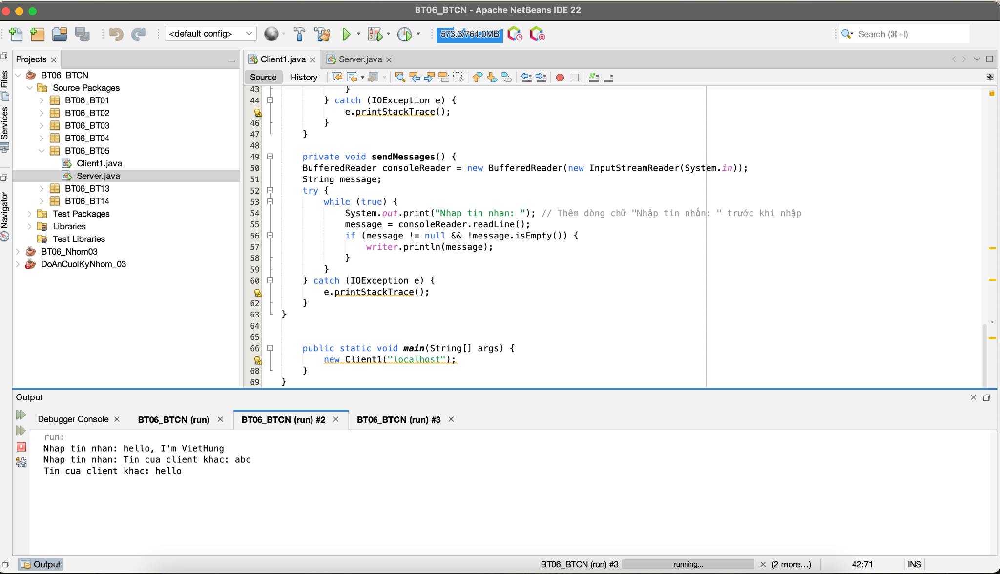 BT06_BTCN - Apache NetBeans IDE 22
<default config>
573.3/764.0MB
Search (⌘+I)
Files
Services
Navigator
Projects
BT06_BTCN
Source Packages
BT06_BT01
BT06_BT02
BT06_BT03
BT06_BT04
BT06_BT05
Client1.java
Server.java
BT06_BT13
BT06_BT14
Test Packages
Libraries
Test Libraries
BT06_Nhom03
DoAnCuoiKyNhom_03
Client1.java
Server.java
Source History
43 }
44 } catch (IOException e) {
e.printStackTrace();
46 }
47 }
48
49 private void sendMessages() {
50 BufferedReader consoleReader = new BufferedReader(new InputStreamReader(System.in));
51 String message;
52 try {
53 while (true) {
54 System.out.print("Nhap tin nhan: "); // Thêm dòng chữ "Nhập tin nhắn: " trước khi nhập
55 message = consoleReader.readLine();
56 if (message != null && !message.isEmpty()) {
57 writer.println(message);
58 }
59 }
60 } catch (IOException e) {
e.printStackTrace();
62 }
63 }
64
65
66 public static void main(String[] args) {
new Client1("localhost");
68 }
69 }
Output
Debugger Console
BT06_BTCN (run)
BT06_BTCN (run) #2
BT06_BTCN (run) #3
run:
Nhap tin nhan: hello, I'm VietHung
Nhap tin nhan: Tin cua client khac: abc
Tin cua client khac: hello
Output
BT06_BTCN (run) #3
running...
(2 more...)
42:71
INS